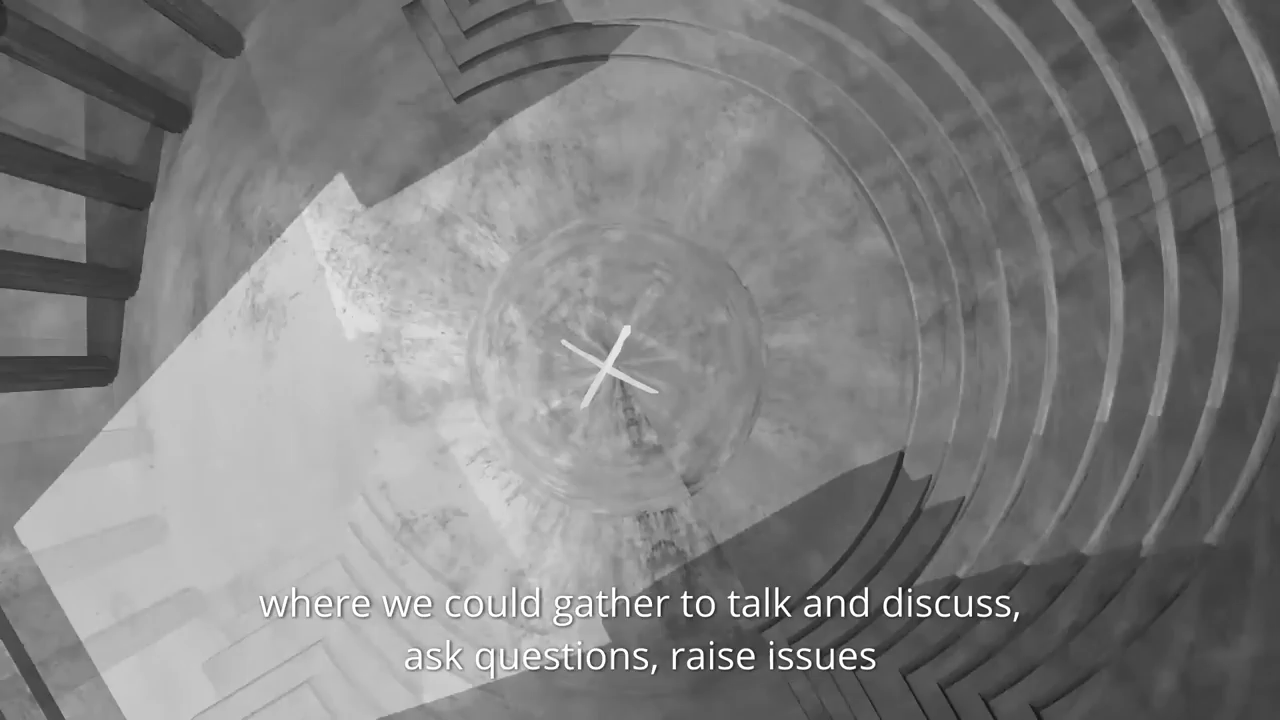 where we could gather to talk and discuss,
ask questions, raise issues